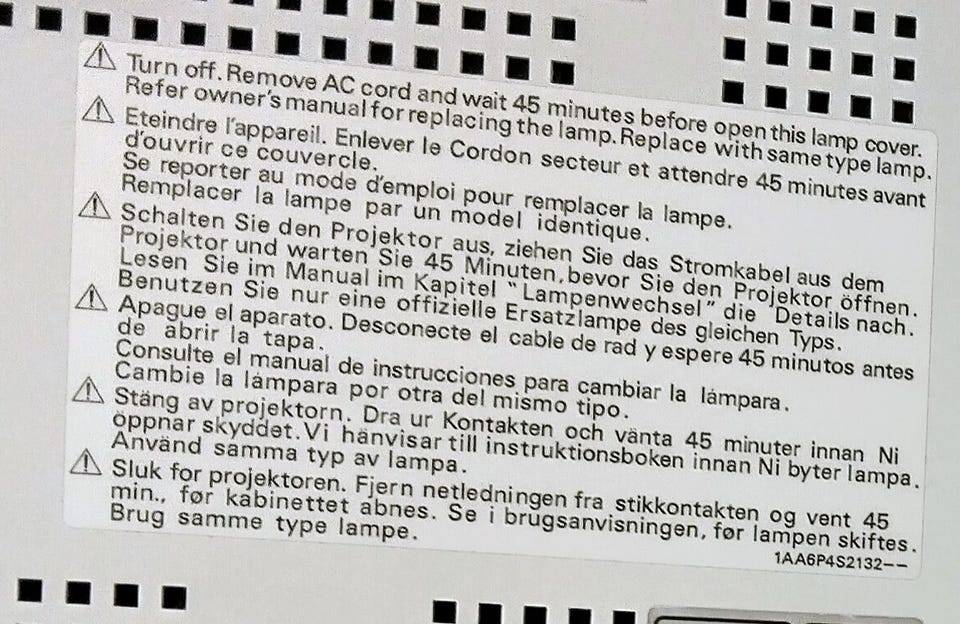 Turn off. Remove AC cord and wait 45 minutes before open this lamp cover.
Refer owner's manual for replacing the lamp. Replace with same type lamp.
Eteindre l'appareil. Enlever le Cordon secteur et attendre 45 minutes avant
d'ouvrir ce couvercle.
Se reporter au mode d'emploi pour remplacer la lampe.
Remplacer la lampe par un model identique.
Schalten Sie den Projektor aus, ziehen Sie das Stromkabel aus dem
Projektor und warten Sie 45 Minuten, bevor Sie den Projektor öffnen.
Lesen Sie im Manual im Kapitel "Lampenwechsel" die Details nach.
Benutzen Sie nur eine offizielle Ersatzlampe des gleichen Typs.
Apague el aparato. Desconecte el cable de rad y espere 45 minutos antes
de abrir la tapa.
Consulte el manual de instrucciones para cambiar la lámpara.
Cambie la lámpara por otra del mismo tipo.
Stäng av projektorn. Dra ur Kontakten och vänta 45 minuter innan Ni
öppnar skyddet. Vi hänvisar till instruktionsboken innan Ni byter lampa.
Använd samma typ av lampa.
Sluk for projektoren. Fjern netledningen fra stikkontakten og vent 45
min., før kabinettet abnes. Se i brugsanvisningen, før lampen skiftes.
Brug samme type lampe.
1AA6P4S2132--